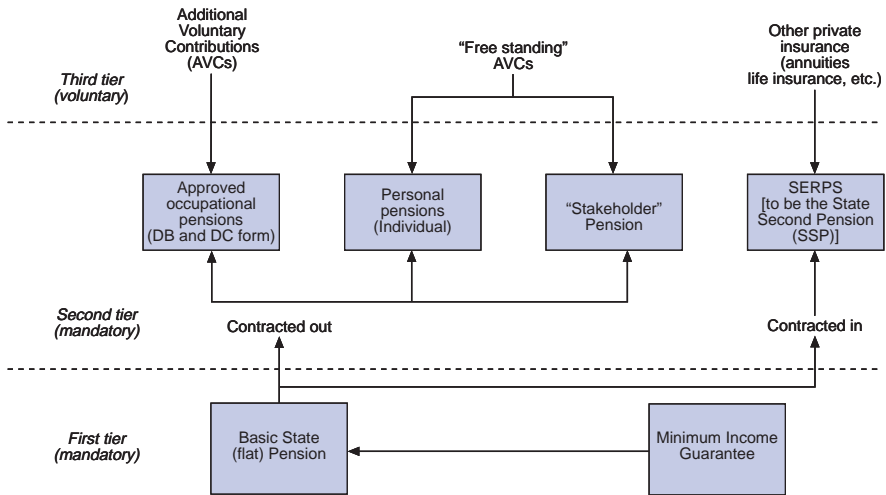 Additional
Voluntary
Contributions
(AVCs)
“Free standing”
AVCs
Other private
insurance
(annuities
life insurance, etc.)
Third tier
(voluntary)
Approved
occupational
pensions
(DB and DC form)
Personal
pensions
(Individual)
“Stakeholder”
Pension
SERPS
[to be the State
Second Pension
(SSP)]
Second tier
(mandatory)
Contracted out
Contracted in
First tier
(mandatory)
Basic State
(flat) Pension
Minimum Income
Guarantee